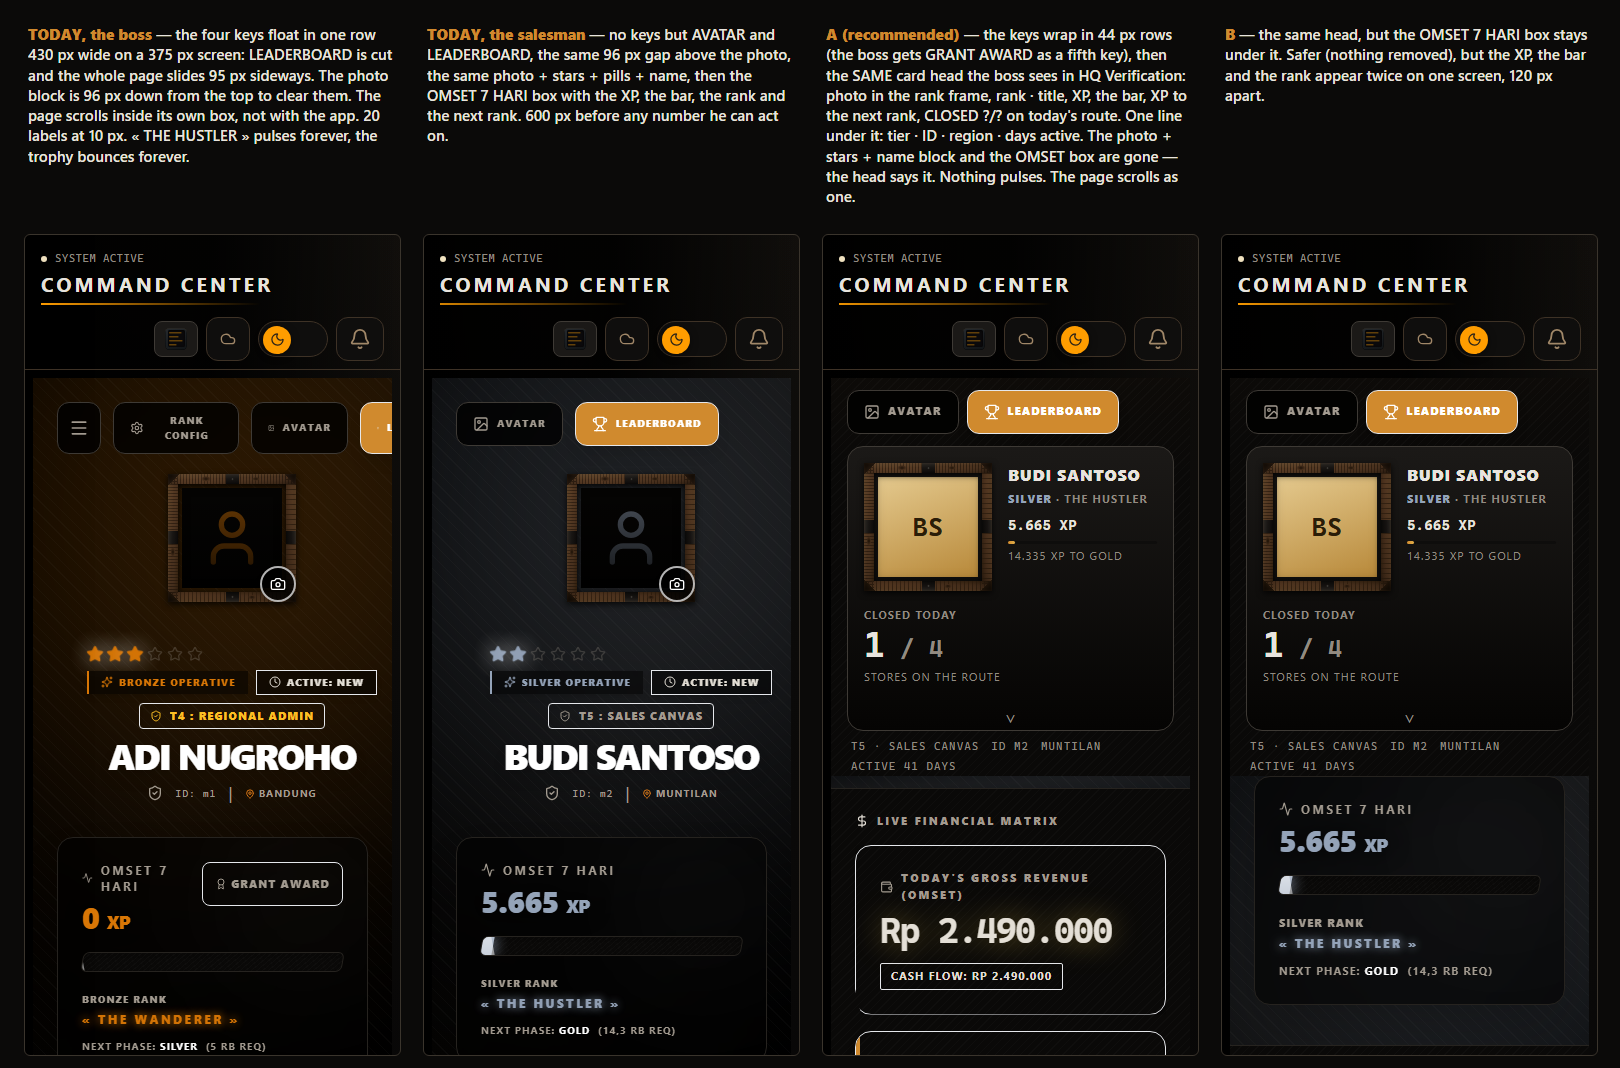 TODAY, the boss — the four keys float in one row
430 px wide on a 375 px screen: LEADERBOARD is cut
and the whole page slides 95 px sideways. The photo
block is 96 px down from the top to clear them. The
page scrolls inside its own box, not with the app. 20
labels at 10 px. « THE HUSTLER » pulses forever, the
trophy bounces forever.
TODAY, the salesman — no keys but AVATAR and
LEADERBOARD, the same 96 px gap above the photo,
the same photo + stars + pills + name, then the
OMSET 7 HARI box with the XP, the bar, the rank and
the next rank. 600 px before any number he can act
on.
A (recommended) — the keys wrap in 44 px rows
(the boss gets GRANT AWARD as a fifth key), then
the SAME card head the boss sees in HQ Verification:
photo in the rank frame, rank · title, XP, the bar, XP to
the next rank, CLOSED ?/? on today's route. One line
under it: tier · ID · region · days active. The photo +
stars + name block and the OMSET box are gone —
the head says it. Nothing pulses. The page scrolls as
one.
B — the same head, but the OMSET 7 HARI box stays
under it. Safer (nothing removed), but the XP, the bar
and the rank appear twice on one screen, 120 px
apart.
SYSTEM ACTIVE
COMMAND CENTER
RANK
CONFIG
AVATAR
L
BRONZE OPERATIVE
ACTIVE: NEW
T4 : REGIONAL ADMIN
ADI NUGROHO
ID: m1
BANDUNG
OMSET 7
HARI
GRANT AWARD
0 XP
BRONZE RANK
« THE WANDERER »
NEXT PHASE: SILVER (5 RB REQ)
SYSTEM ACTIVE
COMMAND CENTER
AVATAR
LEADERBOARD
SILVER OPERATIVE
ACTIVE: NEW
T5 : SALES CANVAS
BUDI SANTOSO
ID: m2
MUNTILAN
OMSET 7 HARI
5.665 XP
SILVER RANK
« THE HUSTLER »
NEXT PHASE: GOLD (14,3 RB REQ)
SYSTEM ACTIVE
COMMAND CENTER
AVATAR
LEADERBOARD
BS
BUDI SANTOSO
SILVER · THE HUSTLER
5.665 XP
14.335 XP TO GOLD
CLOSED TODAY
1 / 4
STORES ON THE ROUTE
T5 · SALES CANVAS ID M2 MUNTILAN
ACTIVE 41 DAYS
LIVE FINANCIAL MATRIX
TODAY'S GROSS REVENUE
(OMSET)
Rp 2.490.000
CASH FLOW: RP 2.490.000
SYSTEM ACTIVE
COMMAND CENTER
AVATAR
LEADERBOARD
BS
BUDI SANTOSO
SILVER · THE HUSTLER
5.665 XP
14.335 XP TO GOLD
CLOSED TODAY
1 / 4
STORES ON THE ROUTE
T5 · SALES CANVAS ID M2 MUNTILAN
ACTIVE 41 DAYS
OMSET 7 HARI
5.665 XP
SILVER RANK
« THE HUSTLER »
NEXT PHASE: GOLD (14,3 RB REQ)